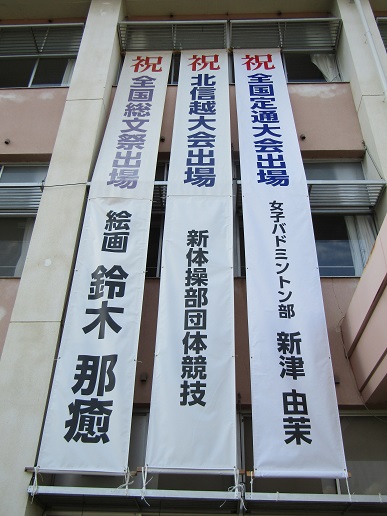 祝 全国定通大会出場
女子バドミントン部 新津 由茉
祝 北信越大会出場
新体操部団体競技
祝 全国総文祭出場
絵画 鈴木 那癒